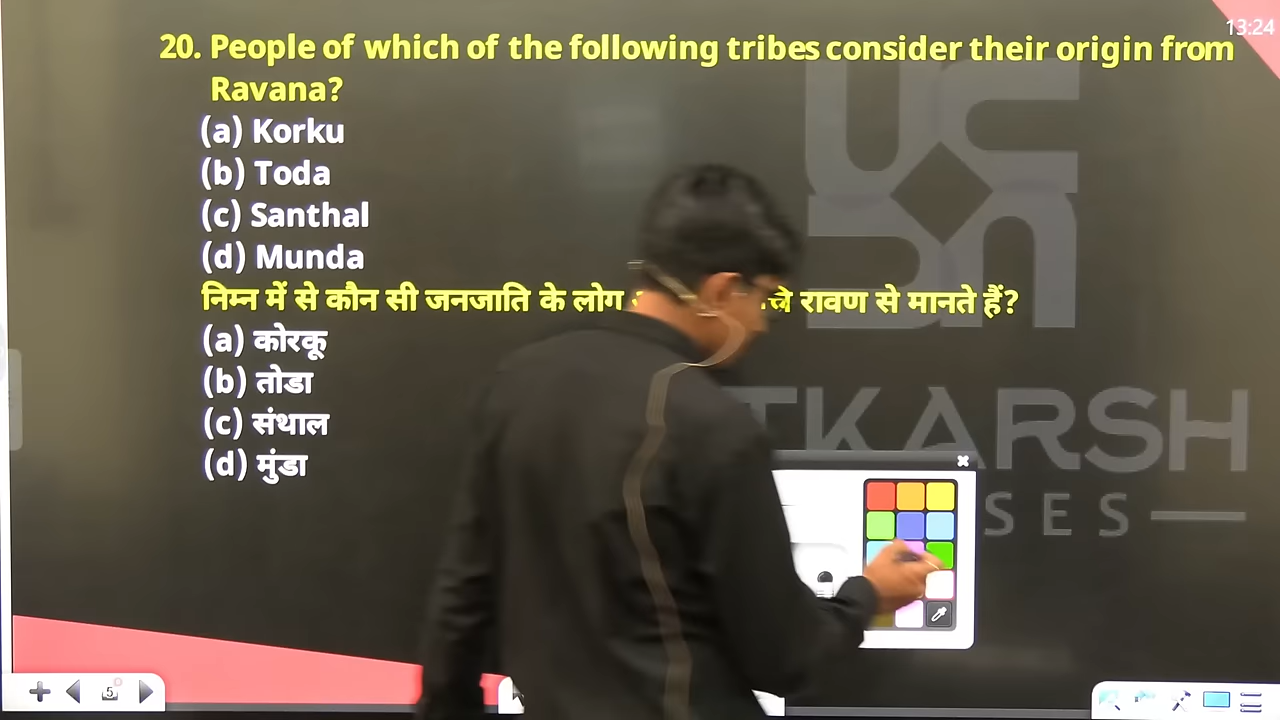 13:24
20. People of which of the following tribes consider their origin from
Ravana?
(a) Korku
(b) Toda
(c) Santhal
(d) Munda
निम्न में से कौन सी जनजाति के लोग रावण से मानते हैं?
(a) कोरकू
(b) तोडा
(c) संथाल
(d) मुंडा
TKARSH
SES
5